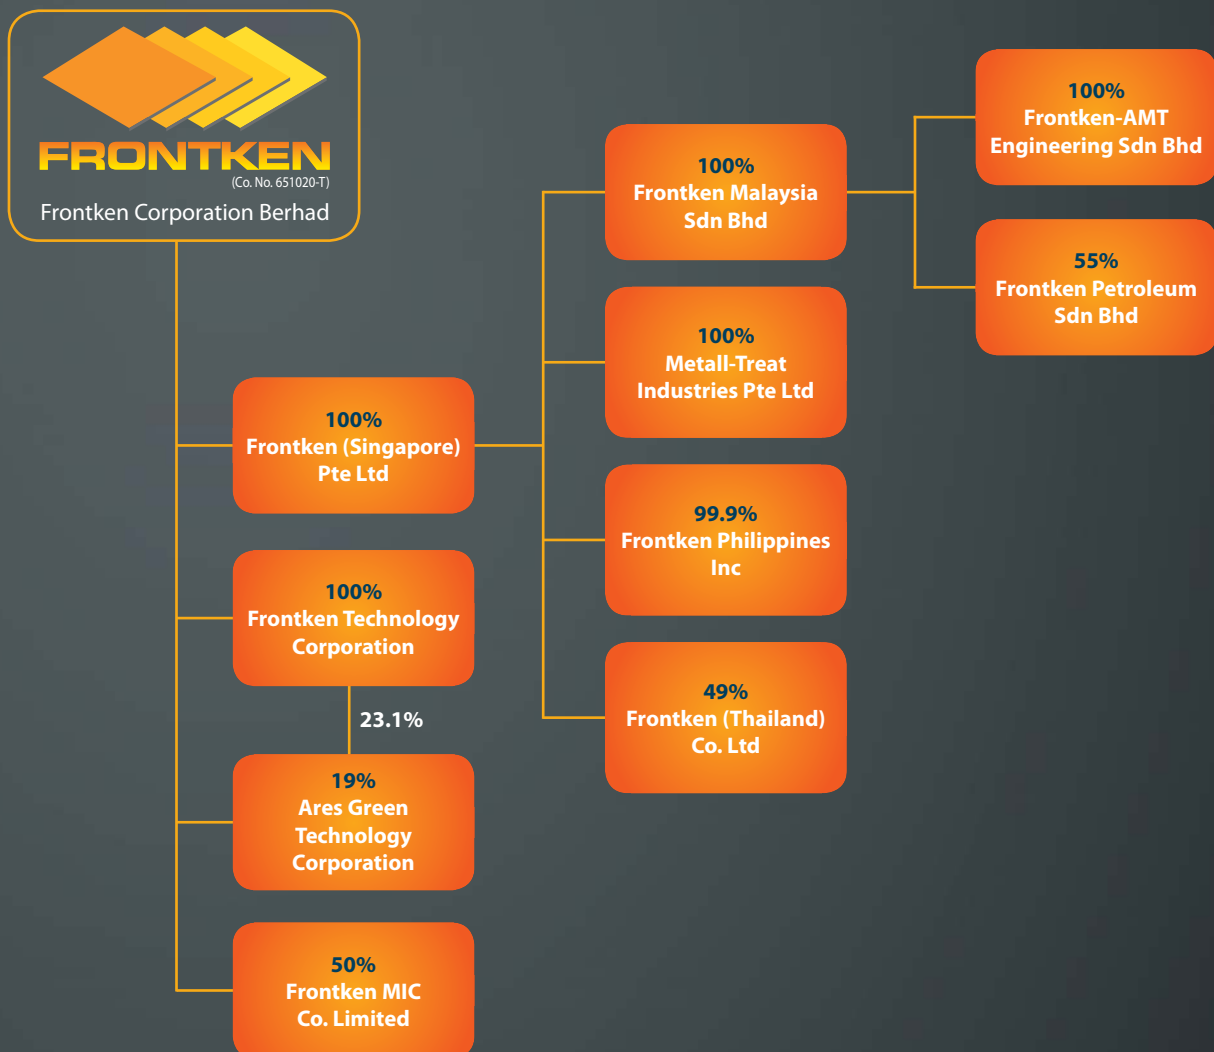 FRONTKEN
(Co. No. 651020-T)
Frontken Corporation Berhad
100%
Frontken (Singapore)
Pte Ltd
100%
Frontken Technology
Corporation
23.1%
19%
Ares Green
Technology
Corporation
50%
Frontken MIC
Co. Limited
100%
Frontken Malaysia
Sdn Bhd
100%
Metall-Treat
Industries Pte Ltd
99.9%
Frontken Philippines
Inc
49%
Frontken (Thailand)
Co. Ltd
100%
Frontken-AMT
Engineering Sdn Bhd
55%
Frontken Petroleum
Sdn Bhd